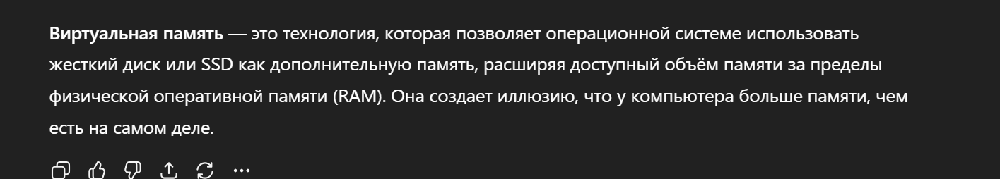 Виртуальная память — это технология, которая позволяет операционной системе использовать
жесткий диск или SSD как дополнительную память, расширяя доступный объём памяти за пределы
физической оперативной памяти (RAM). Она создает иллюзию, что у компьютера больше памяти, чем
есть на самом деле.